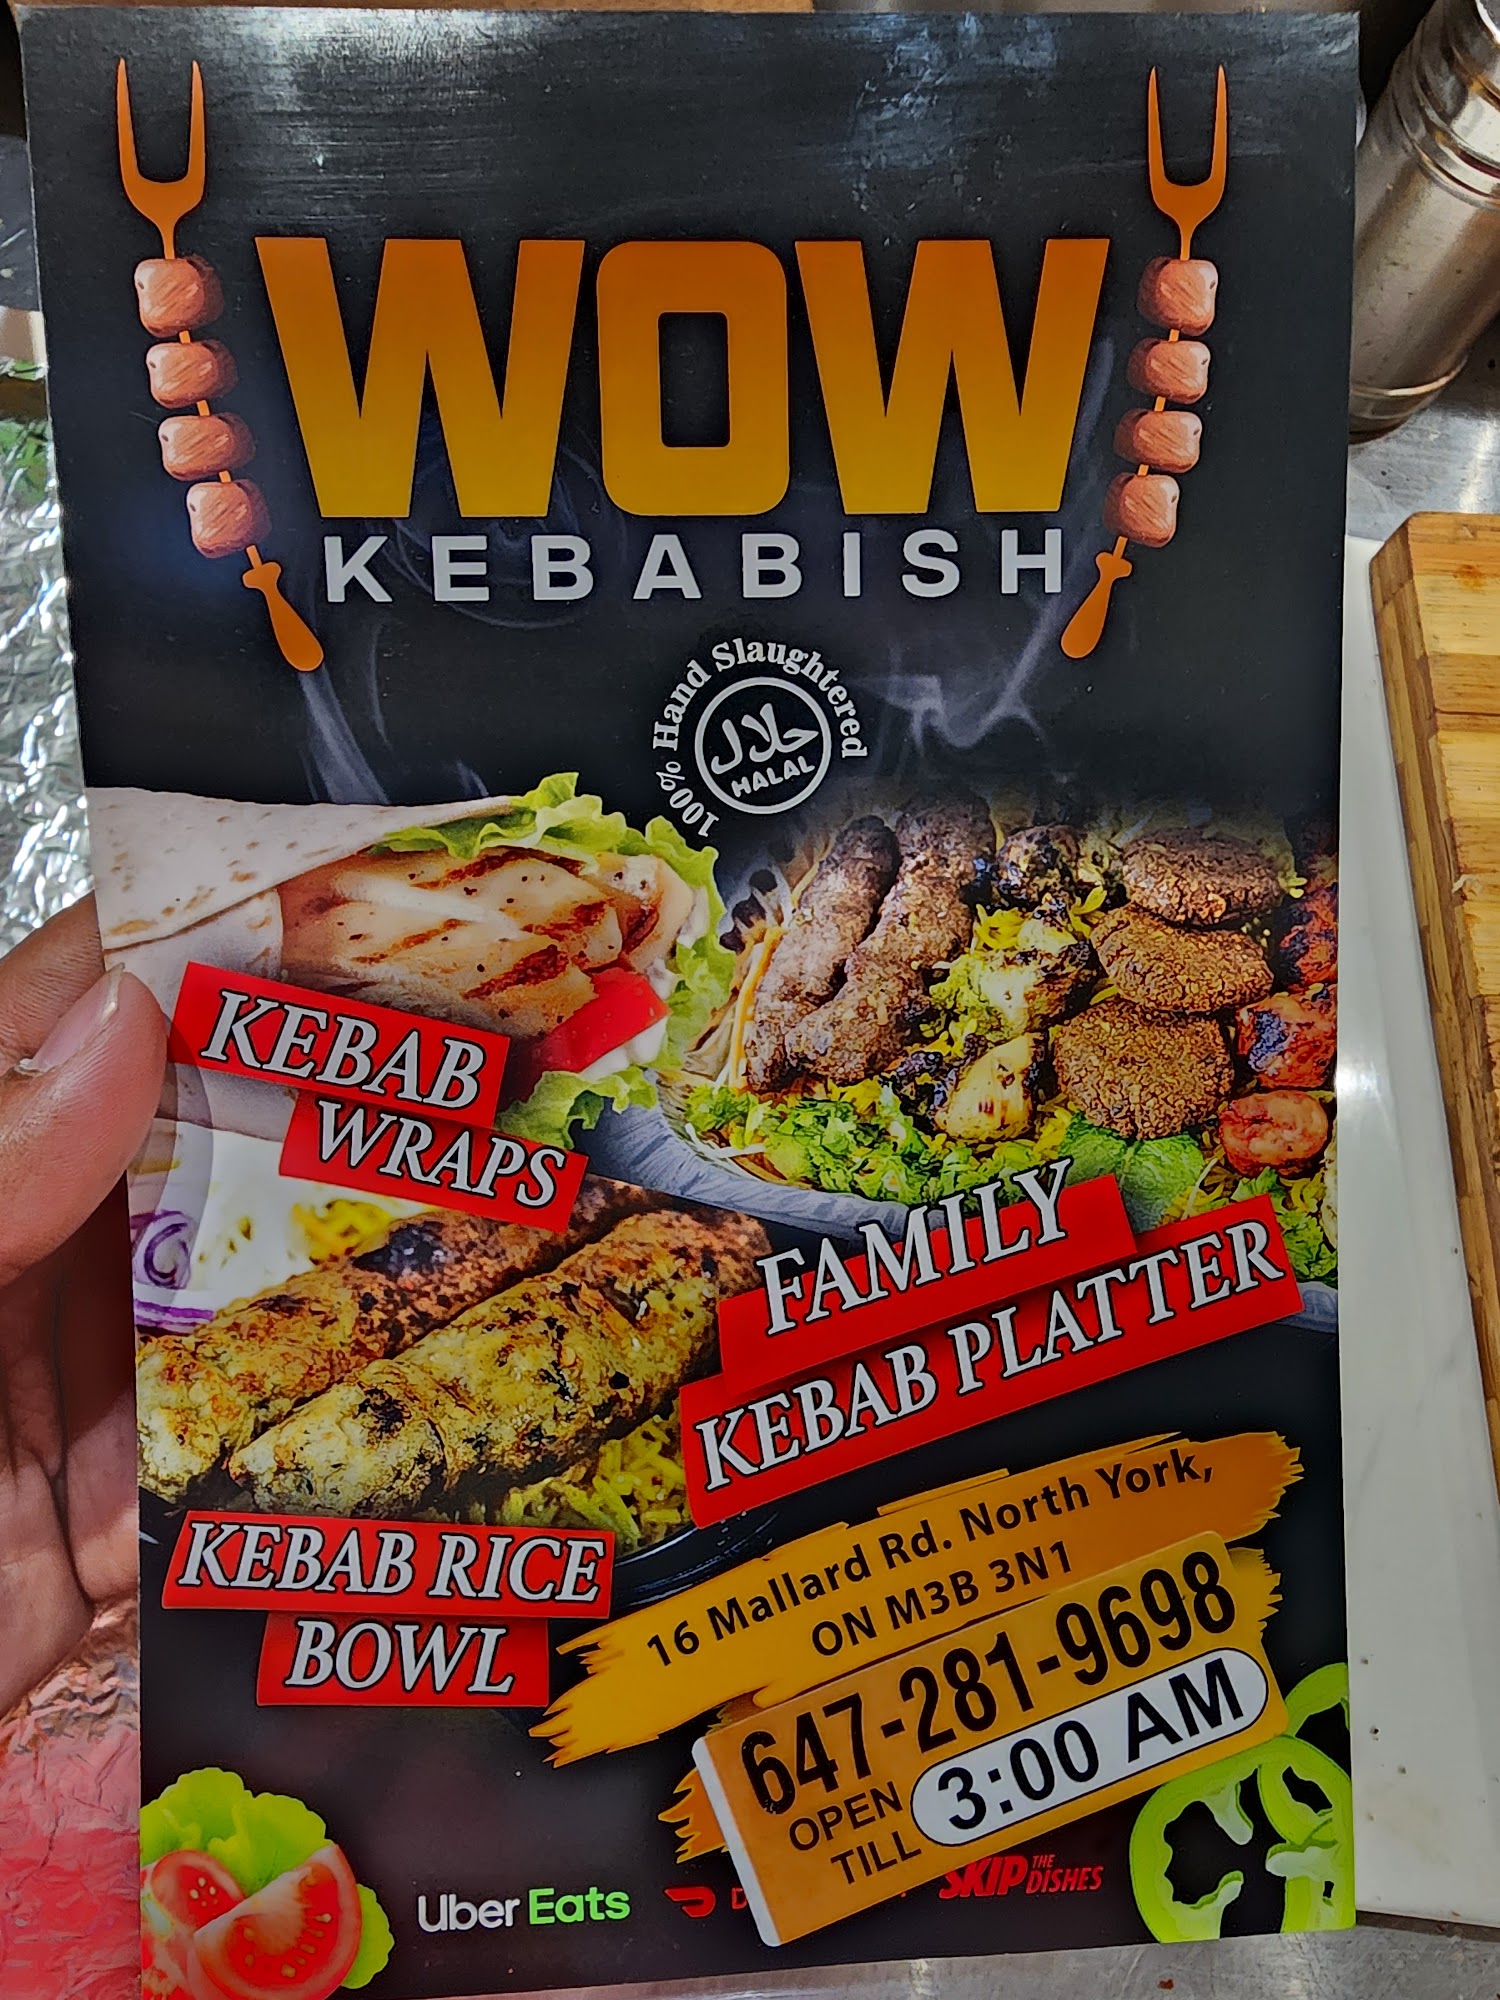 WOW
KEBABISH
100% Hand Slaughtered
حلال
HALAL
KEBAB
WRAPS
FAMILY
KEBAB PLATTER
KEBAB RICE
BOWL
16 Mallard Rd. North York,
ON M3B 3N1
647-281-9698
OPEN
TILL
3:00 AM
Uber Eats
SKIP THE
DISHES